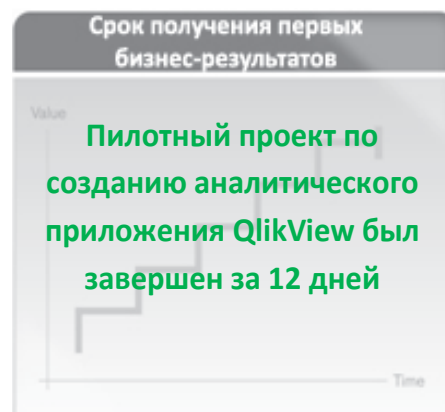 Срок получения первых
бизнес-результатов
Value
Пилотный проект по
созданию аналитического
приложения QlikView был
завершен за 12 дней
Time